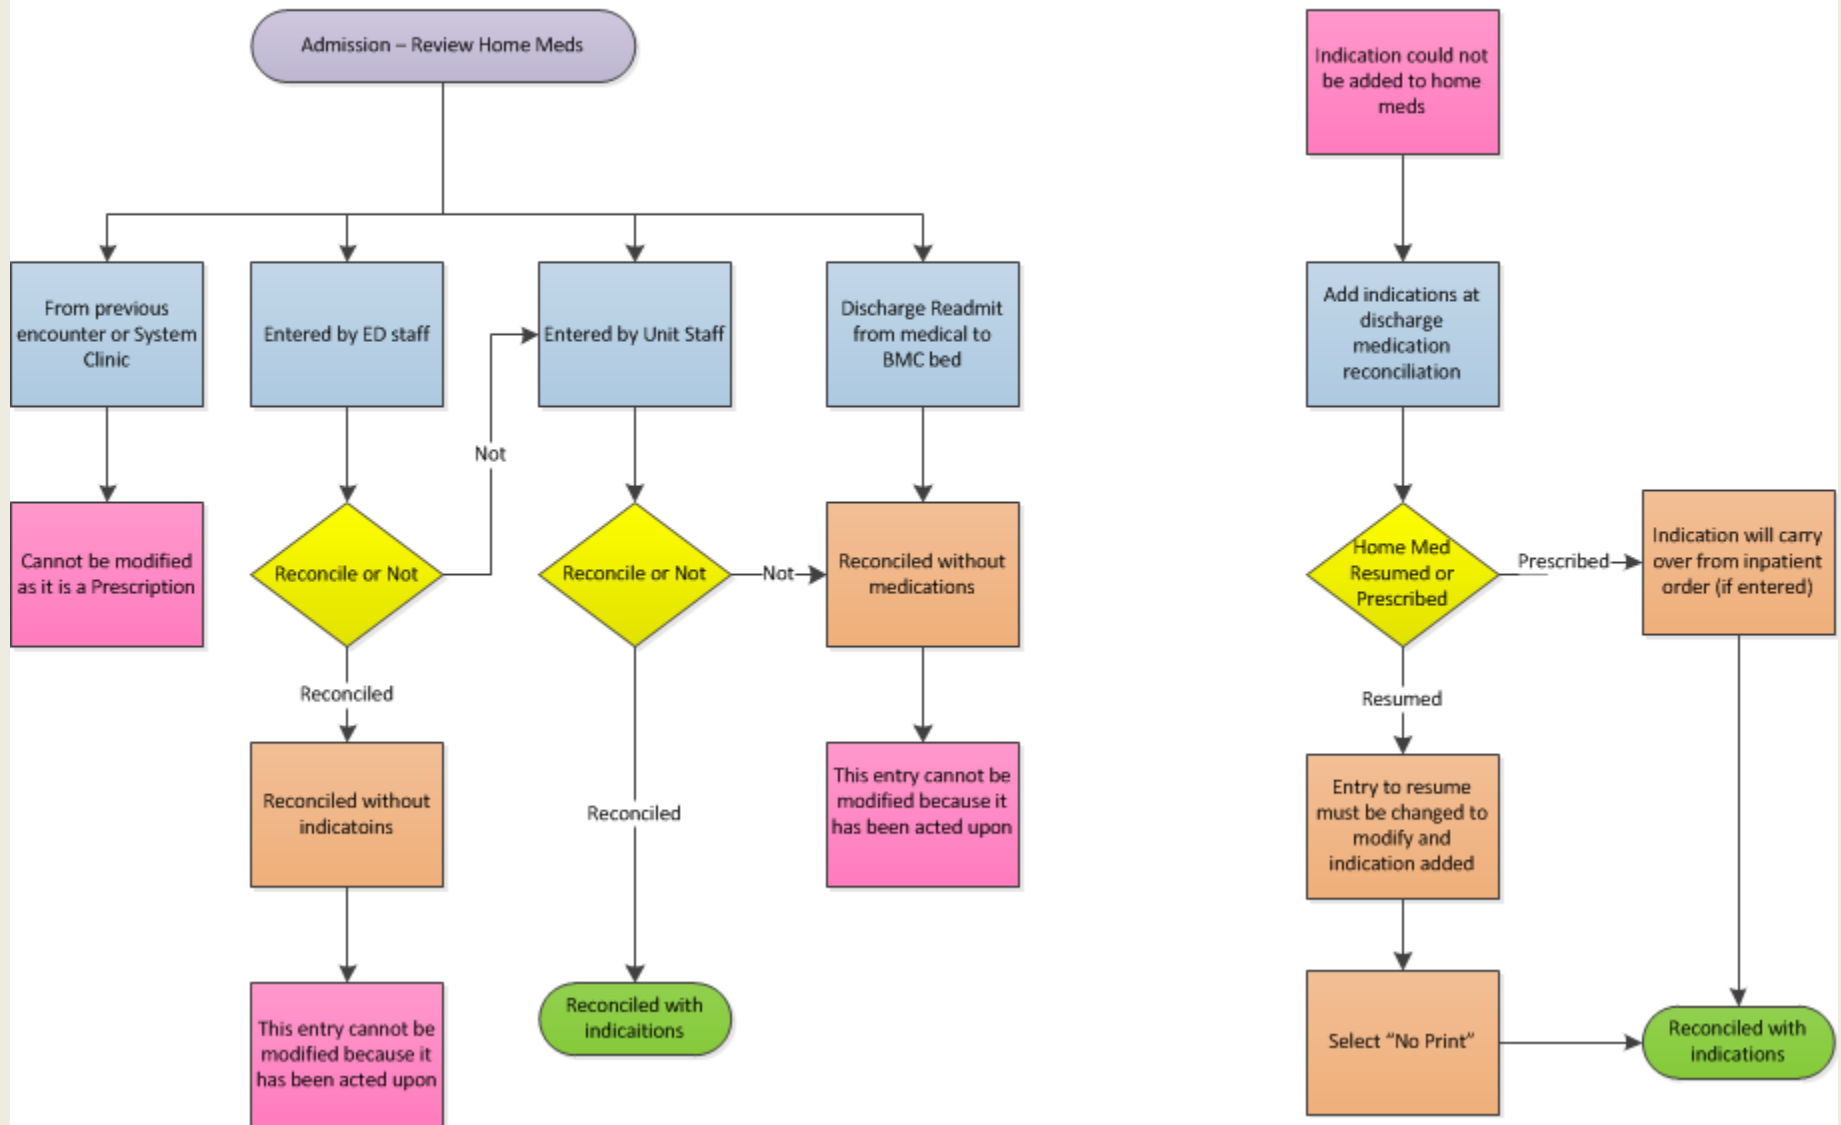 Admission – Review Home Meds
From previous
encounter or System
Clinic
Entered by ED staff
Not
Entered by Unit Staff
Discharge Readmit
from medical to
BMC bed
Cannot be modified
as it is a Prescription
Reconcile or Not
Reconcile or Not
Not
Reconciled without
medications
Reconciled
Reconciled without
indicatoins
Reconciled
This entry cannot be
modified because it
has been acted upon
This entry cannot be
modified because it
has been acted upon
Reconciled with
indicaitions
Indication could not
be added to home
meds
Add indications at
discharge
medication
reconciliation
Home Med
Resumed or
Prescribed
Prescribed
Indication will carry
over from inpatient
order (if entered)
Resumed
Entry to resume
must be changed to
modify and
indication added
Select “No Print”
Reconciled with
indications